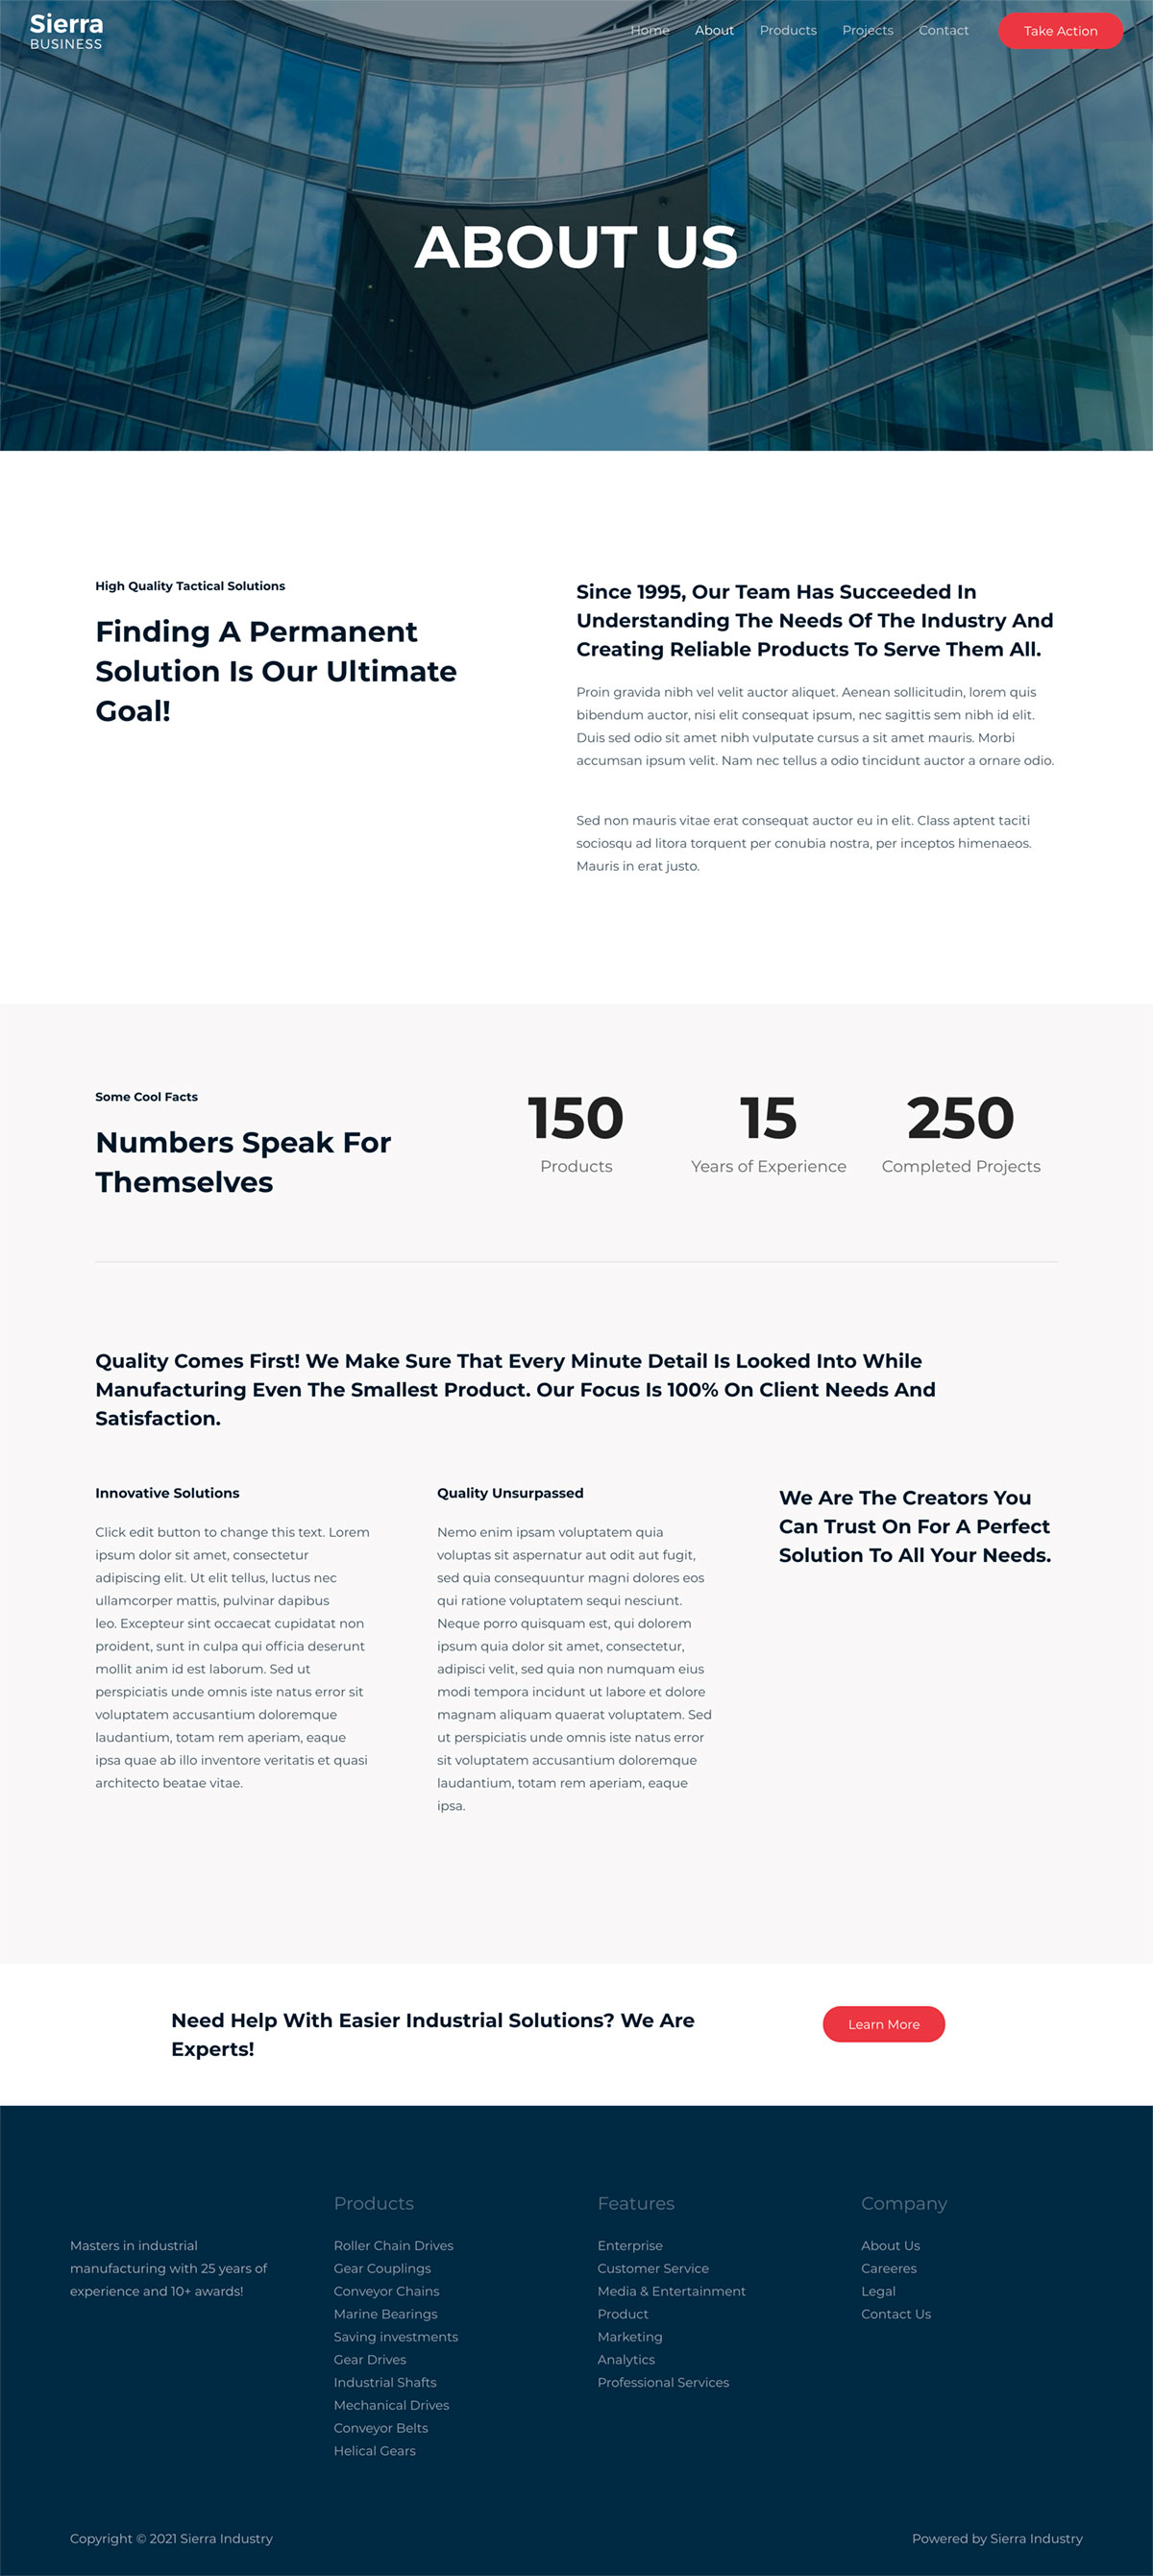 Sierra
BUSINESS
Home About Products Projects Contact Take Action
ABOUT US
High Quality Tactical Solutions
Finding A Permanent
Solution Is Our Ultimate
Goal!
Since 1995, Our Team Has Succeeded In
Understanding The Needs Of The Industry And
Creating Reliable Products To Serve Them All.
Proin gravida nibh vel velit auctor aliquet. Aenean sollicitudin, lorem quis
bibendum auctor, nisi elit consequat ipsum, nec sagittis sem nibh id elit.
Duis sed odio sit amet nibh vulputate cursus a sit amet mauris. Morbi
accumsan ipsum velit. Nam nec tellus a odio tincidunt auctor a ornare odio.
Sed non mauris vitae erat consequat auctor eu in elit. Class aptent taciti
sociosqu ad litora torquent per conubia nostra, per inceptos himenaeos.
Mauris in erat justo.
Some Cool Facts
Numbers Speak For
Themselves
150
Products
15
Years of Experience
250
Completed Projects
Quality Comes First! We Make Sure That Every Minute Detail Is Looked Into While
Manufacturing Even The Smallest Product. Our Focus Is 100% On Client Needs And
Satisfaction.
Innovative Solutions
Click edit button to change this text. Lorem
ipsum dolor sit amet, consectetur
adipiscing elit. Ut elit tellus, luctus nec
ullamcorper mattis, pulvinar dapibus
leo. Excepteur sint occaecat cupidatat non
proident, sunt in culpa qui officia deserunt
mollit anim id est laborum. Sed ut
perspiciatis unde omnis iste natus error sit
voluptatem accusantium doloremque
laudantium, totam rem aperiam, eaque
ipsa quae ab illo inventore veritatis et quasi
architecto beatae vitae.
Quality Unsurpassed
Nemo enim ipsam voluptatem quia
voluptas sit aspernatur aut odit aut fugit,
sed quia consequuntur magni dolores eos
qui ratione voluptatem sequi nesciunt.
Neque porro quisquam est, qui dolorem
ipsum quia dolor sit amet, consectetur,
adipisci velit, sed quia non numquam eius
modi tempora incidunt ut labore et dolore
magnam aliquam quaerat voluptatem. Sed
ut perspiciatis unde omnis iste natus error
sit voluptatem accusantium doloremque
laudantium, totam rem aperiam, eaque
ipsa.
We Are The Creators You
Can Trust On For A Perfect
Solution To All Your Needs.
Need Help With Easier Industrial Solutions? We Are
Experts!
Learn More
Masters in industrial
manufacturing with 25 years of
experience and 10+ awards!
Products
Roller Chain Drives
Gear Couplings
Conveyor Chains
Marine Bearings
Saving investments
Gear Drives
Industrial Shafts
Mechanical Drives
Conveyor Belts
Helical Gears
Features
Enterprise
Customer Service
Media & Entertainment
Product
Marketing
Analytics
Professional Services
Company
About Us
Careeres
Legal
Contact Us
Copyright © 2021 Sierra Industry
Powered by Sierra Industry